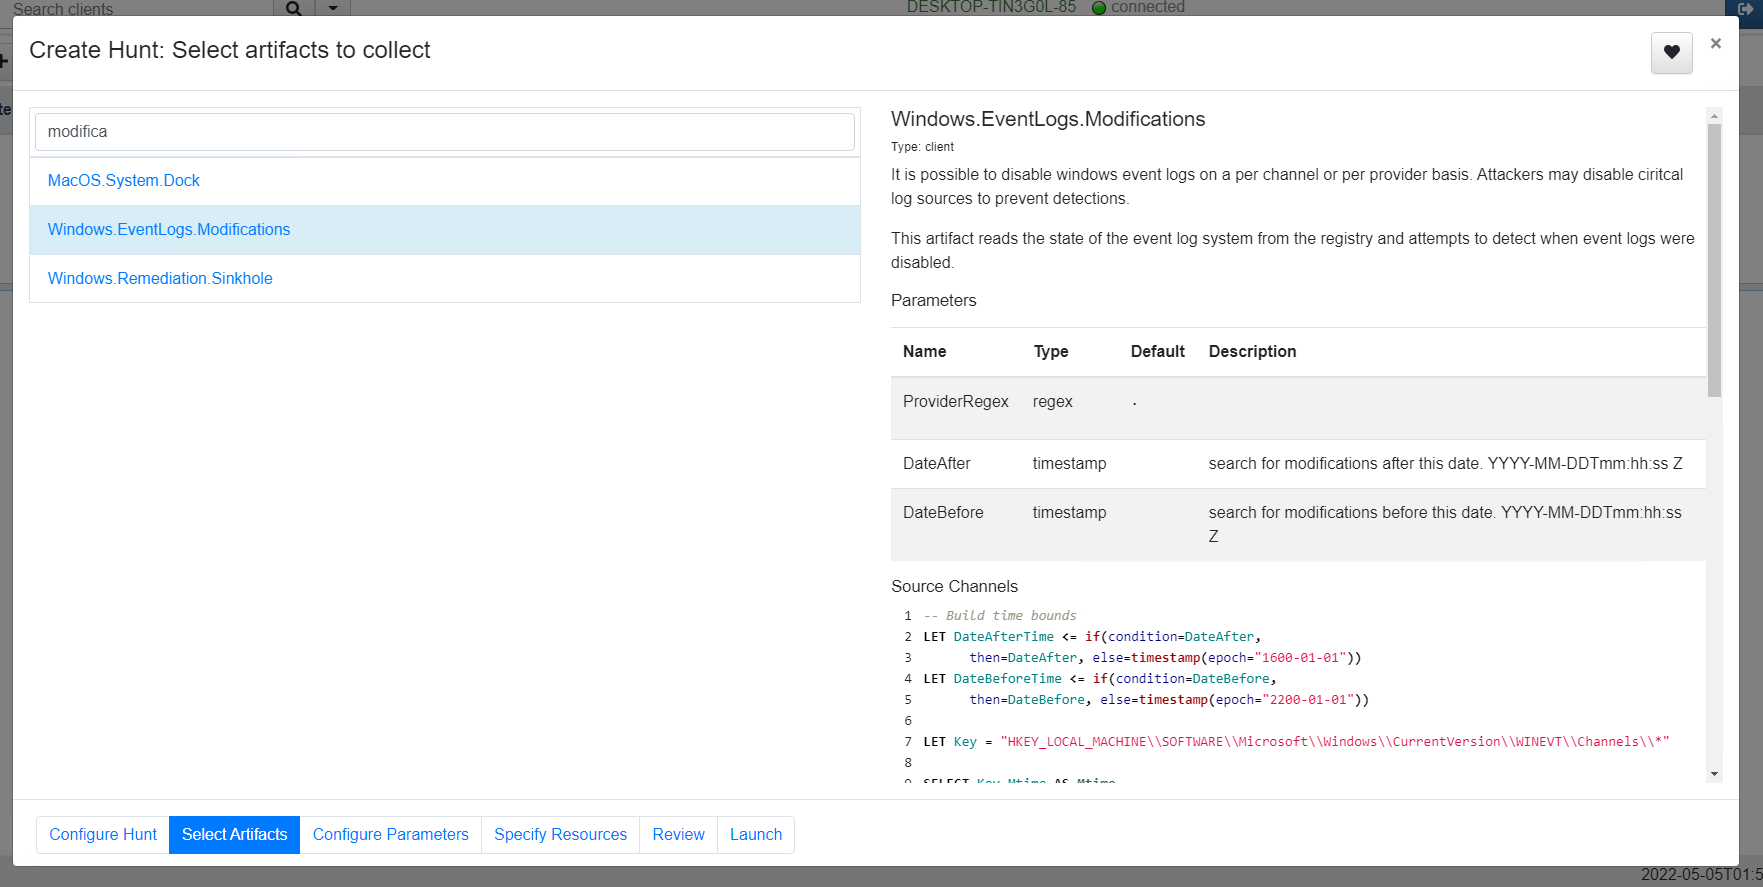 Search clients
DESKTOP-TIN3G0L-85 connected
Create Hunt: Select artifacts to collect
×
modifica
MacOS.System.Dock
Windows.EventLogs.Modifications
Windows.Remediation.Sinkhole
Windows.EventLogs.Modifications
Type: client
It is possible to disable windows event logs on a per channel or per provider basis. Attackers may disable ciritcal
log sources to prevent detections.
This artifact reads the state of the event log system from the registry and attempts to detect when event logs were
disabled.
Parameters
Name Type Default Description
ProviderRegex regex .
DateAfter timestamp search for modifications after this date. YYYY-MM-DDTmm:hh:ss Z
DateBefore timestamp search for modifications before this date. YYYY-MM-DDTmm:hh:ss
Z
Source Channels
1 -- Build time bounds
2 LET DateAfterTime <= if(condition=DateAfter,
3 then=DateAfter, else=timestamp(epoch="1600-01-01"))
4 LET DateBeforeTime <= if(condition=DateBefore,
5 then=DateBefore, else=timestamp(epoch="2200-01-01"))
6
7 LET Key = "HKEY_LOCAL_MACHINE\\SOFTWARE\\Microsoft\\Windows\\CurrentVersion\\WINEVT\\Channels\\*"
8
9 SELECT Key.Mtime AS Mtime,
Configure Hunt Select Artifacts Configure Parameters Specify Resources Review Launch
2022-05-05T01:5